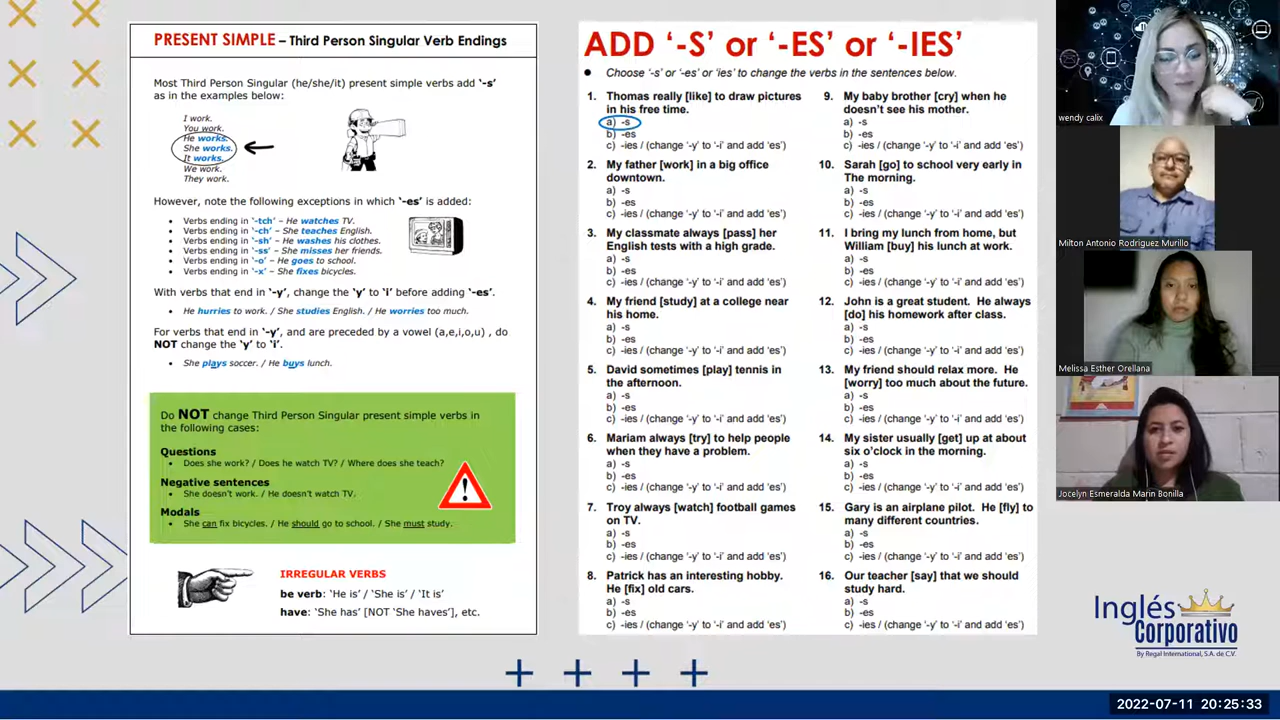 PRESENT SIMPLE – Third Person Singular Verb Endings
Most Third Person Singular (he/she/it) present simple verbs add ‘-s’
as in the examples below:
I work.
You work.
He works.
She works.
It works.
We work.
They work.
However, note the following exceptions in which ‘-es’ is added:
• Verbs ending in ‘-tch’ – He watches TV.
• Verbs ending in ‘-ch’ – She teaches English.
• Verbs ending in ‘-sh’ – He washes his clothes.
• Verbs ending in ‘-ss’ – She misses her friends.
• Verbs ending in ‘-o’ – He goes to school.
• Verbs ending in ‘-x’ – She fixes bicycles.
With verbs that end in ‘-y’, change the ‘y’ to ‘i’ before adding ‘-es’.
• He hurries to work. / She studies English. / He worries too much.
For verbs that end in ‘-y’, and are preceded by a vowel (a,e,i,o,u) , do
NOT change the ‘y’ to ‘i’.
• She plays soccer. / He buys lunch.
Do NOT change Third Person Singular present simple verbs in
the following cases:
Questions
• Does she work? / Does he watch TV? / Where does she teach?
Negative sentences
• She doesn’t work. / He doesn’t watch TV.
Modals
• She can fix bicycles. / He should go to school. / She must study.
!
IRREGULAR VERBS
be verb: ‘He is’ / ‘She is’ / ‘It is’
have: ‘She has’ [NOT ‘She haves’], etc.
ADD ‘-S’ or ‘-ES’ or ‘-IES’
• Choose ‘-s’ or ‘-es’ or ‘ies’ to change the verbs in the sentences below.
1. Thomas really [like] to draw pictures
in his free time.
a) -s
b) -es
c) -ies / (change ‘-y’ to ‘-i’ and add ‘es’)
2. My father [work] in a big office
downtown.
a) -s
b) -es
c) -ies / (change ‘-y’ to ‘-i’ and add ‘es’)
3. My classmate always [pass] her
English tests with a high grade.
a) -s
b) -es
c) -ies / (change ‘-y’ to ‘-i’ and add ‘es’)
4. My friend [study] at a college near
his home.
a) -s
b) -es
c) -ies / (change ‘-y’ to ‘-i’ and add ‘es’)
5. David sometimes [play] tennis in
the afternoon.
a) -s
b) -es
c) -ies / (change ‘-y’ to ‘-i’ and add ‘es’)
6. Mariam always [try] to help people
when they have a problem.
a) -s
b) -es
c) -ies / (change ‘-y’ to ‘-i’ and add ‘es’)
7. Troy always [watch] football games
on TV.
a) -s
b) -es
c) -ies / (change ‘-y’ to ‘-i’ and add ‘es’)
8. Patrick has an interesting hobby.
He [fix] old cars.
a) -s
b) -es
c) -ies / (change ‘-y’ to ‘-i’ and add ‘es’)
9. My baby brother [cry] when he
doesn’t see his mother.
a) -s
b) -es
c) -ies / (change ‘-y’ to ‘-i’ and add ‘es’)
10. Sarah [go] to school very early in
The morning.
a) -s
b) -es
c) -ies / (change ‘-y’ to ‘-i’ and add ‘es’)
11. I bring my lunch from home, but
William [buy] his lunch at work.
a) -s
b) -es
c) -ies / (change ‘-y’ to ‘-i’ and add ‘es’)
12. John is a great student. He always
[do] his homework after class.
a) -s
b) -es
c) -ies / (change ‘-y’ to ‘-i’ and add ‘es’)
13. My friend should relax more. He
[worry] too much about the future.
a) -s
b) -es
c) -ies / (change ‘-y’ to ‘-i’ and add ‘es’)
14. My sister usually [get] up at about
six o’clock in the morning.
a) -s
b) -es
c) -ies / (change ‘-y’ to ‘-i’ and add ‘es’)
15. Gary is an airplane pilot. He [fly] to
many different countries.
a) -s
b) -es
c) -ies / (change ‘-y’ to ‘-i’ and add ‘es’)
16. Our teacher [say] that we should
study hard.
a) -s
b) -es
c) -ies / (change ‘-y’ to ‘-i’ and add ‘es’)
wendy calix
Milton Antonio Rodriguez Murillo
Melissa Esther Orellana
Jocelyn Esmeralda Marin Bonilla
Inglés
Corporativo
By Regal International, S.A. de C.V.
2022-07-11 20:25:33